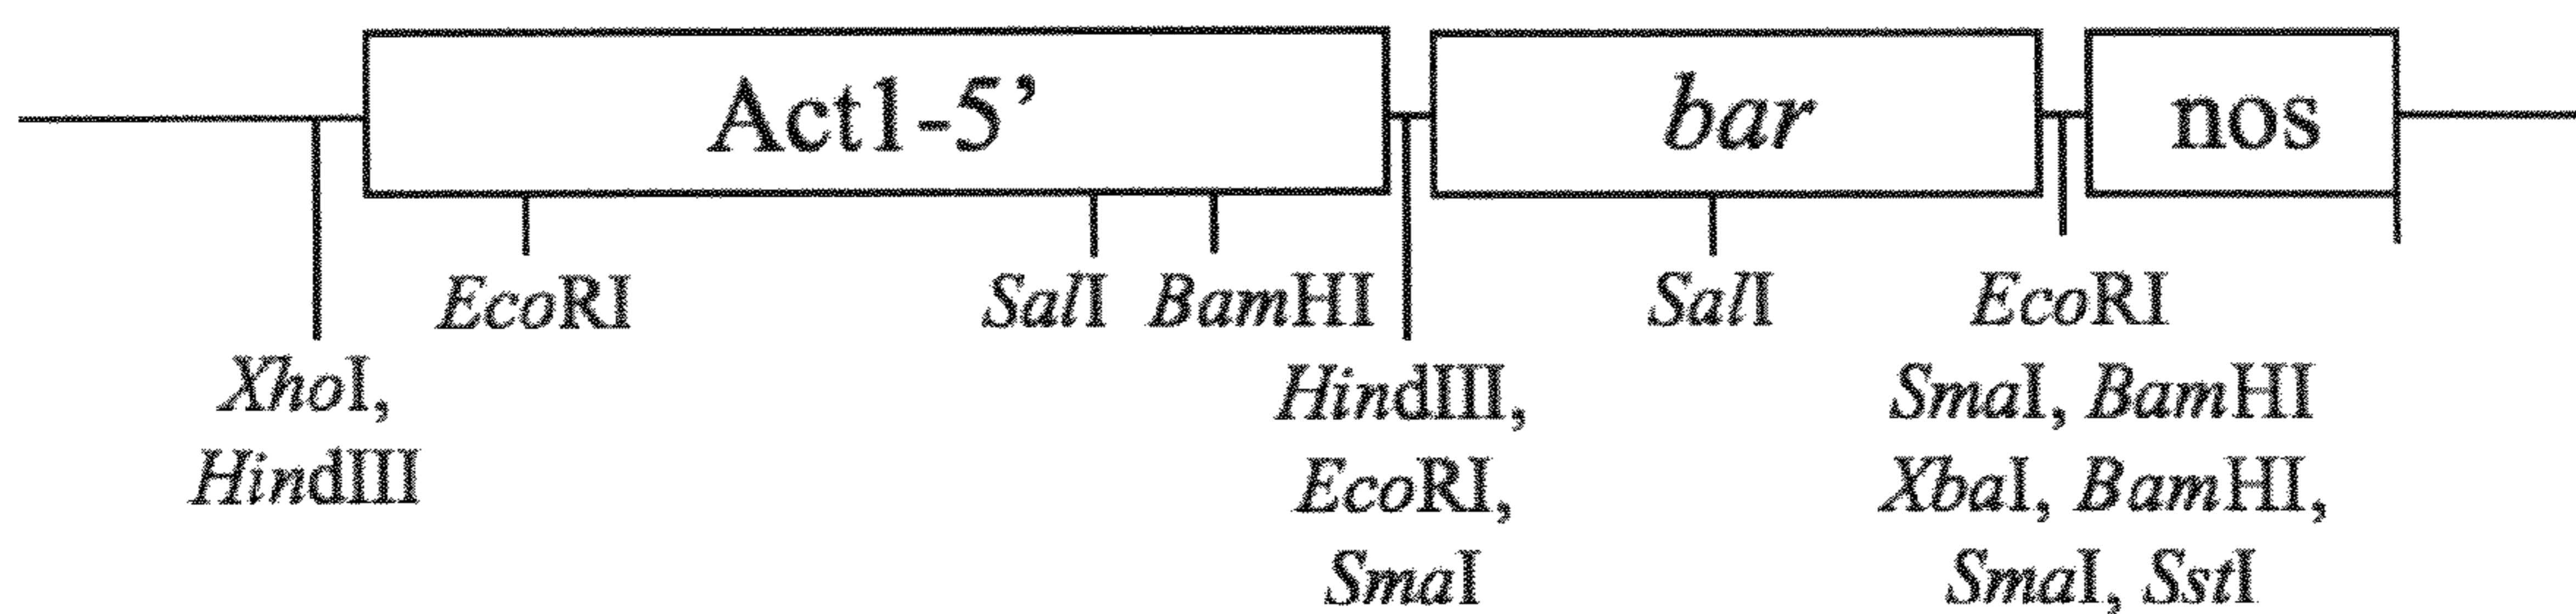 Act1-5’ bar nos
EcoRI SalI BamHI SalI EcoRI
XhoI, HindIII, SmaI, BamHI
HindIII EcoRI, XbaI, BamHI,
SmaI SmaI, SstI